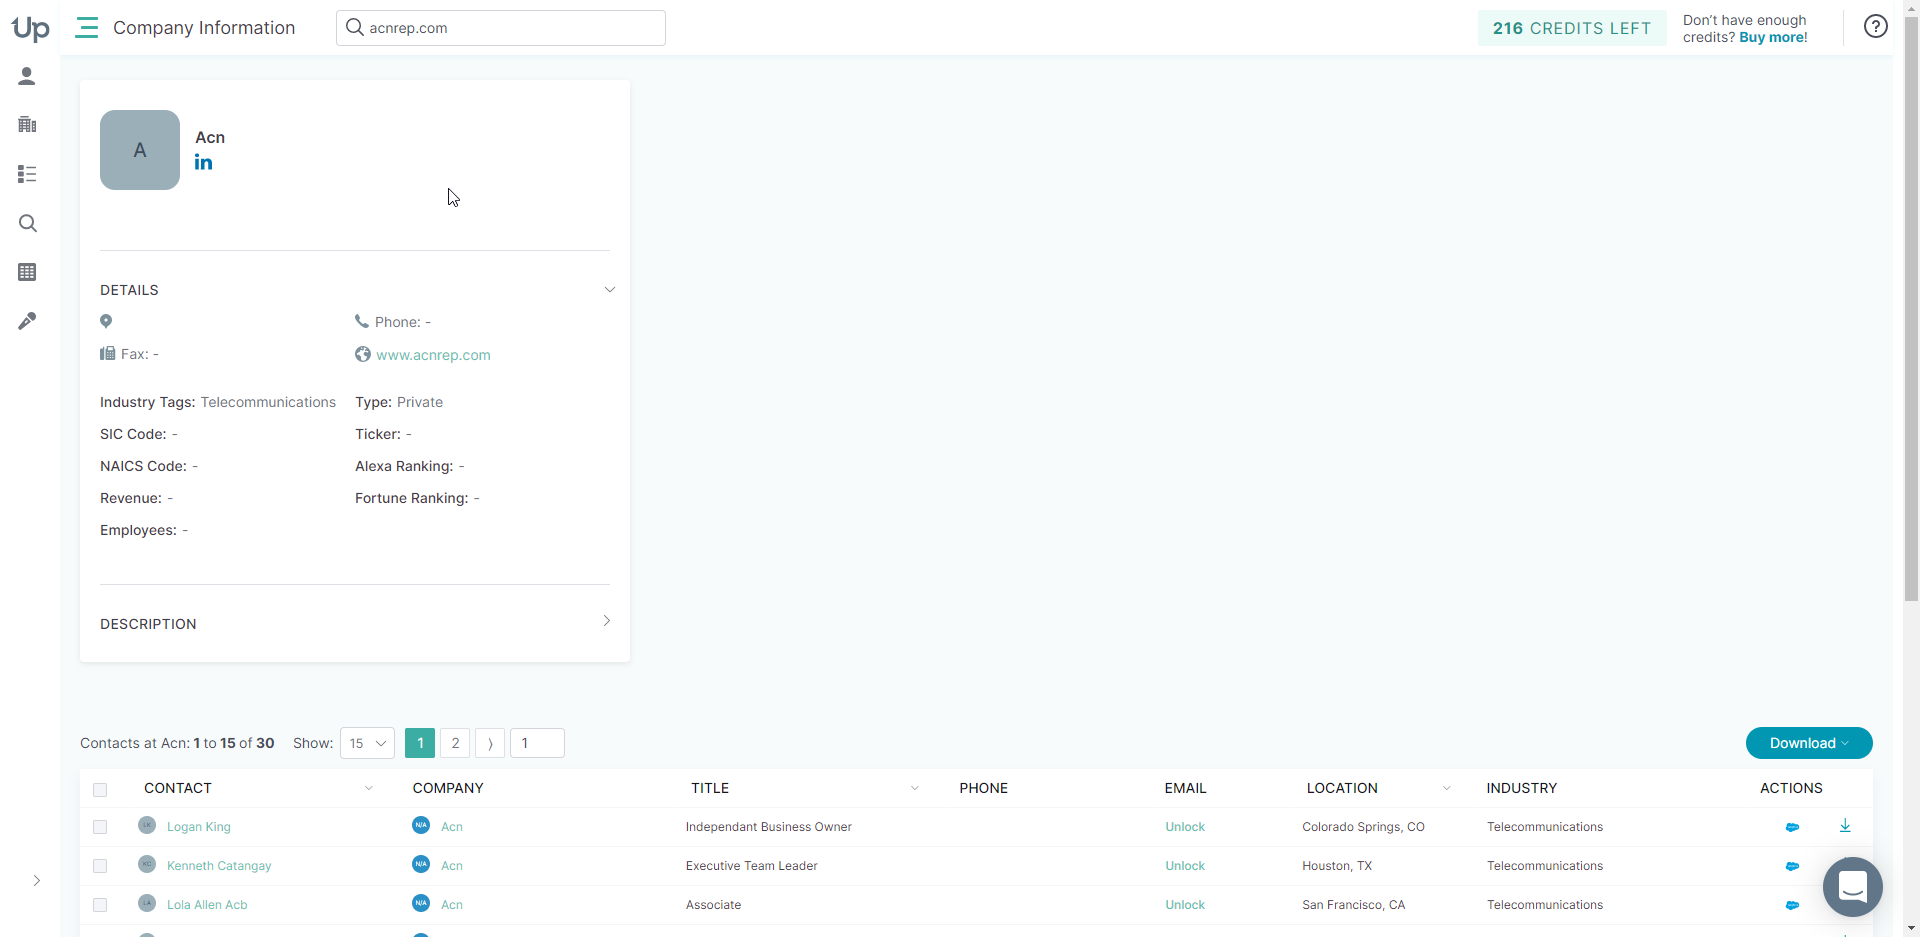 Up
Company Information
acnrep.com
216 CREDITS LEFT
Don't have enough
credits? Buy more!
A
Acn
in
DETAILS
Phone: -
Fax: -
www.acnrep.com
Industry Tags: Telecommunications
Type: Private
SIC Code: -
Ticker: -
NAICS Code: -
Alexa Ranking: -
Revenue: -
Fortune Ranking: -
Employees: -
DESCRIPTION
Contacts at Acn: 1 to 15 of 30
Show:
15
1
2
1
Download
CONTACT COMPANY TITLE PHONE EMAIL LOCATION INDUSTRY ACTIONS
LK Logan King N/A Acn Independant Business Owner Unlock Colorado Springs, CO Telecommunications
KC Kenneth Catangay N/A Acn Executive Team Leader Unlock Houston, TX Telecommunications
LA Lola Allen Acb N/A Acn Associate Unlock San Francisco, CA Telecommunications